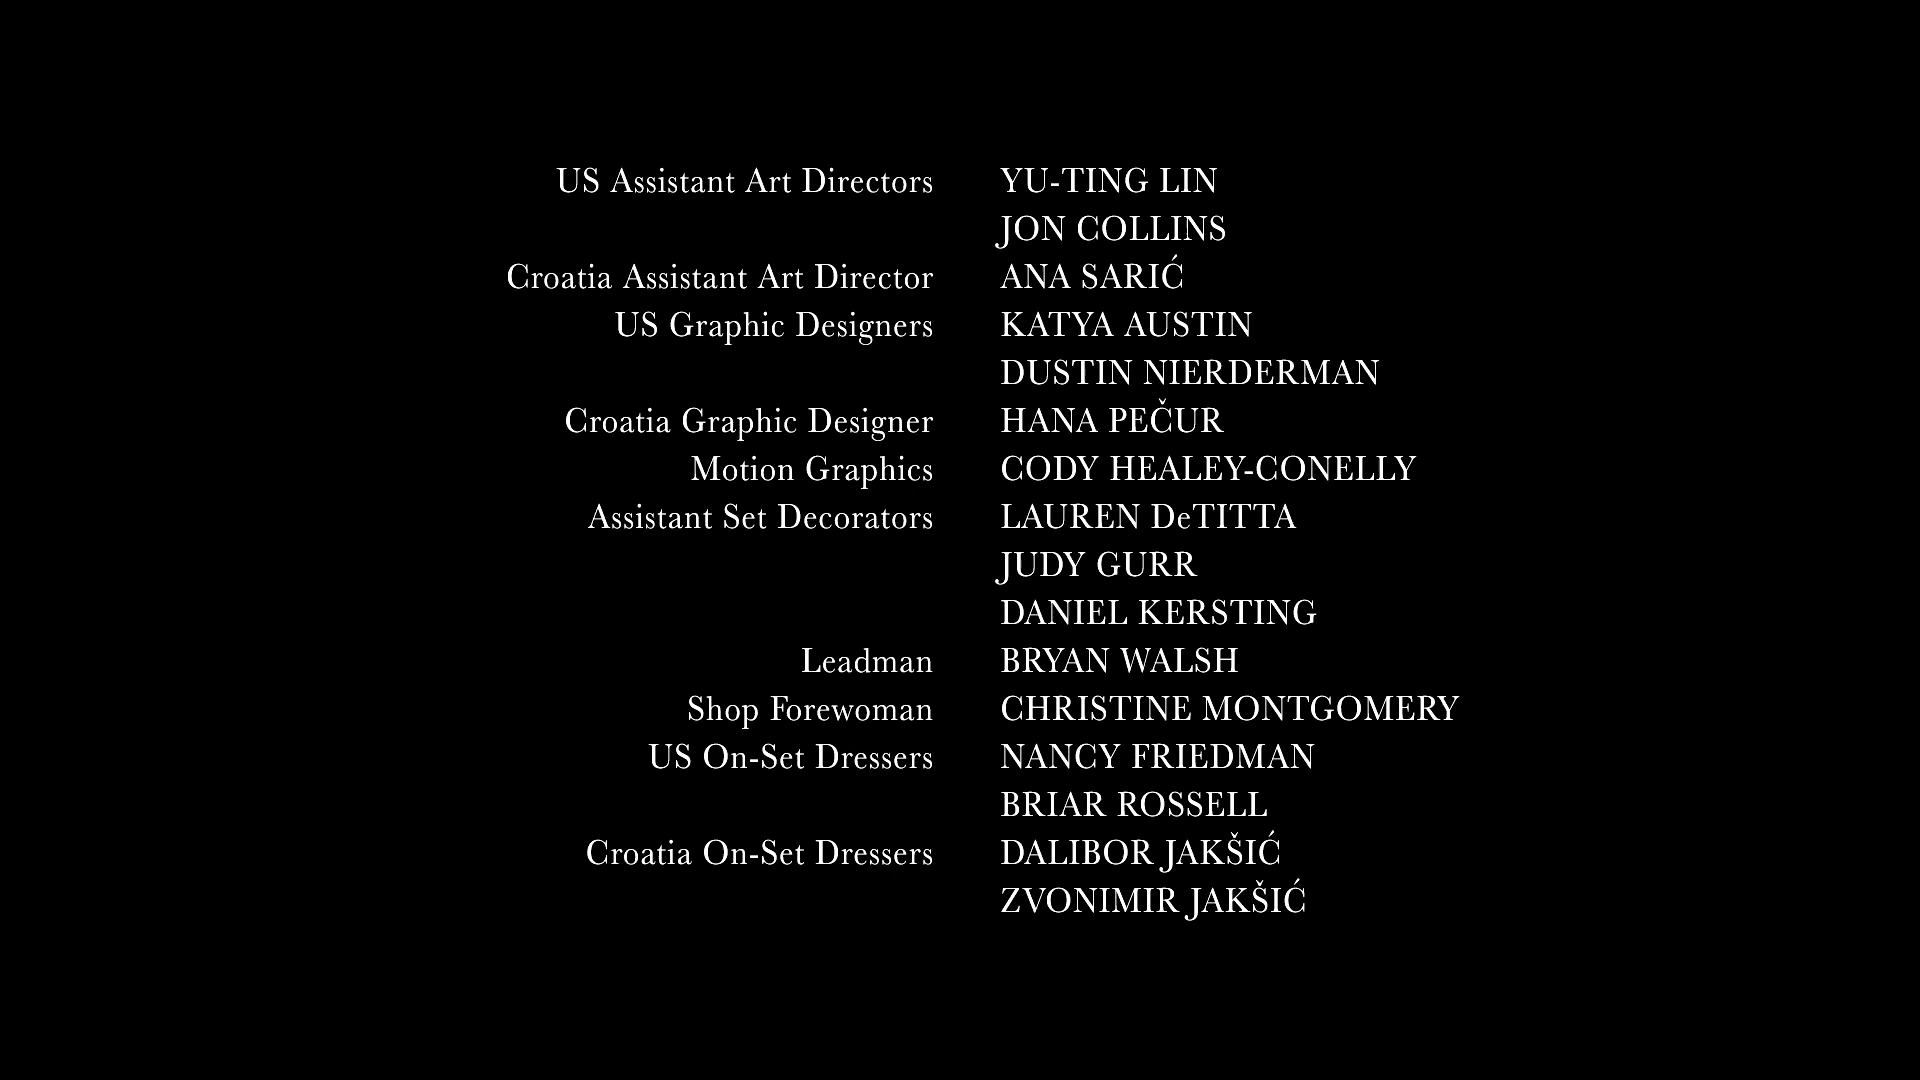 US Assistant Art Directors YU-TING LIN
JON COLLINS
Croatia Assistant Art Director ANA SARIĆ
US Graphic Designers KATYA AUSTIN
DUSTIN NIERDERMAN
Croatia Graphic Designer HANA PEČUR
Motion Graphics CODY HEALEY-CONELLY
Assistant Set Decorators LAUREN DeTITTA
JUDY GURR
DANIEL KERSTING
Leadman BRYAN WALSH
Shop Forewoman CHRISTINE MONTGOMERY
US On-Set Dressers NANCY FRIEDMAN
BRIAR ROSSELL
Croatia On-Set Dressers DALIBOR JAKŠIĆ
ZVONIMIR JAKŠIĆ